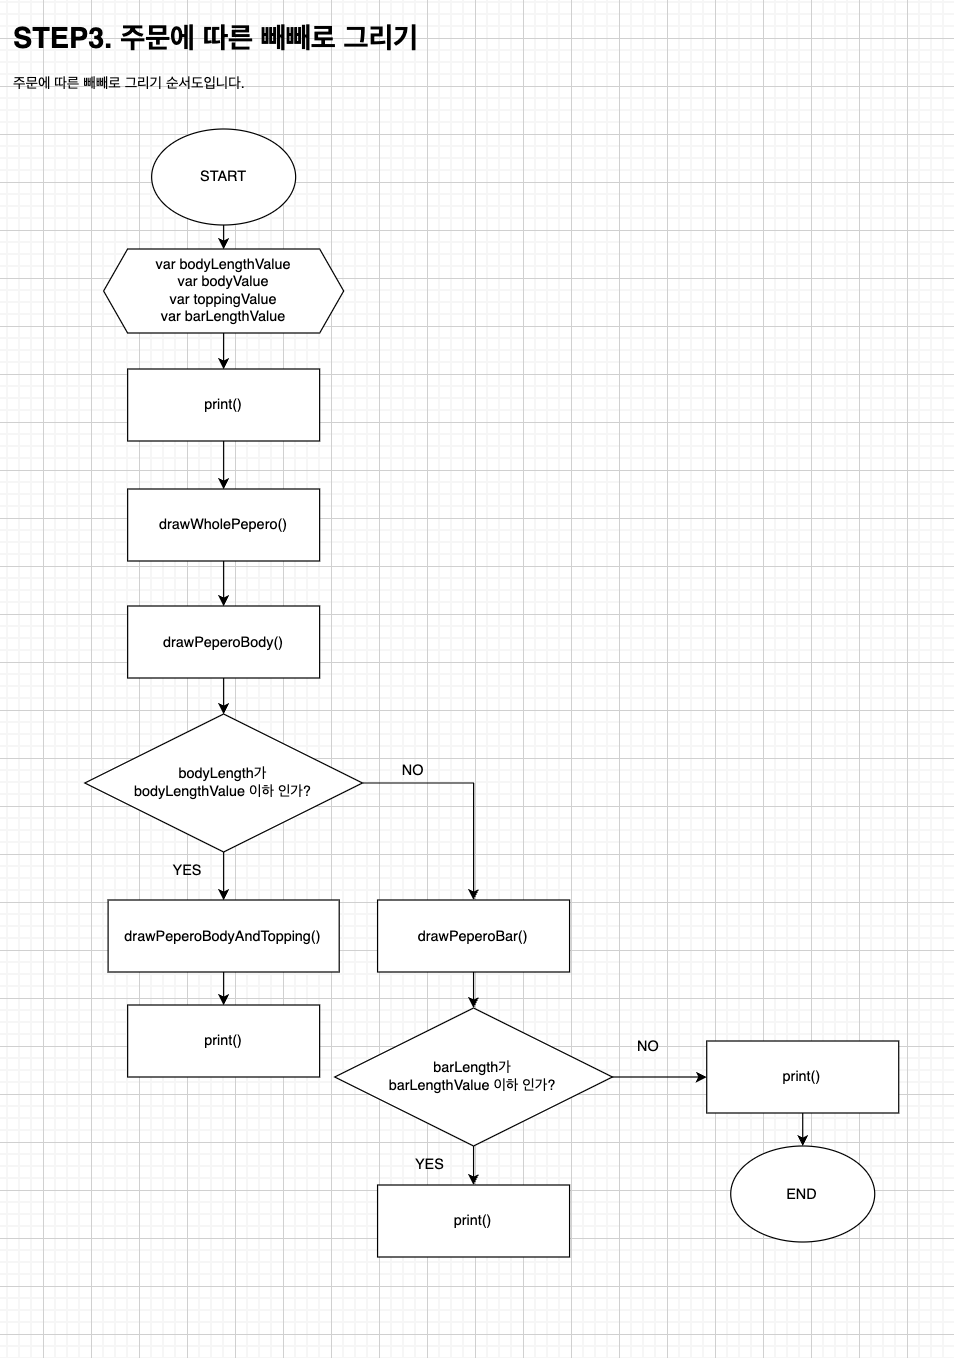 STEP3. 주문에 따른 빼빼로 그리기
주문에 따른 빼빼로 그리기 순서도입니다.
START
var bodyLengthValue
var bodyValue
var toppingValue
var barLengthValue
print()
drawWholePepero()
drawPeperoBody()
bodyLength가
bodyLengthValue 이하 인가?
NO
YES
drawPeperoBodyAndTopping()
drawPeperoBar()
print()
barLength가
barLengthValue 이하 인가?
NO
print()
YES
print()
END